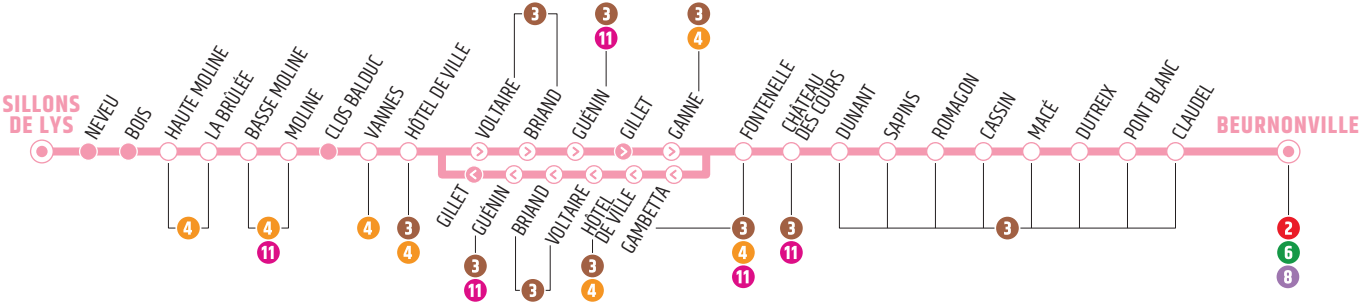 SILLONS
DE LYS
NEVEU
BOIS
HAUTE MOLINE
LA BRÛLÉE
BASSE MOLINE
MOLINE
CLOS BALDUC
VANNES
HÔTEL DE VILLE
VOLTAIRE
BRIAND
GUÉNIN
GILLET
GANNE
FONTENELLE
CHÂTEAU
DES COURS
DUNANT
SAPINS
ROMAGON
CASSIN
MACÉ
DUTREIX
PONT BLANC
CLAUDEL
BEURNONVILLE
3
3
11
3
4
GILLET
GUÉNIN
BRIAND
VOLTAIRE
HÔTEL
DE VILLE
GAMBETTA
4
4
11
4
3
4
3
11
3
3
4
3
4
11
3
11
3
2
6
8